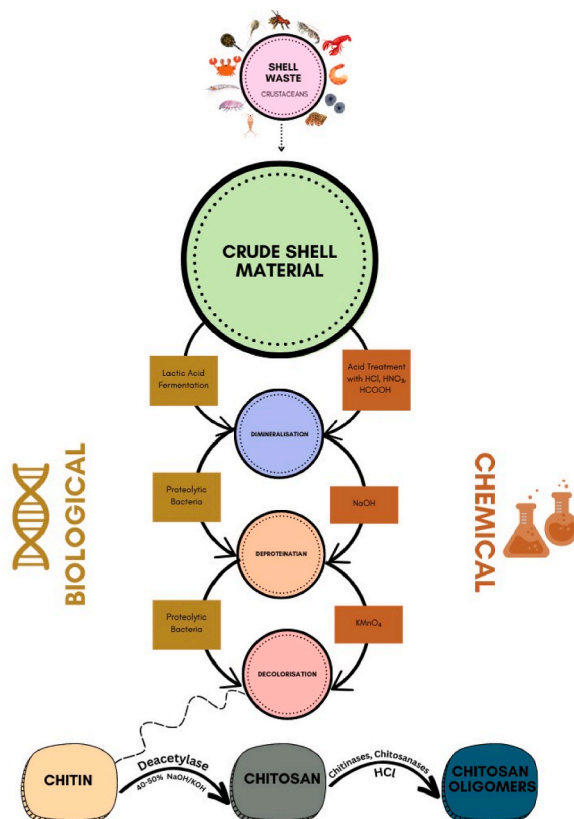 SHELL
WASTE
CRUSTACEANS
CRUDE SHELL
MATERIAL
Lactic Acid
Fermentation
Acid Treatment
with HCl, HNO₃,
HCOOH
DIMINERALISATION
Proteolytic
Bacteria
NaOH
BIOLOGICAL
CHEMICAL
DEPROTEINATIAN
Proteolytic
Bacteria
KMnO₄
DECOLORISATION
CHITIN
Deacetylase
40-50% NaOH/KOH
CHITOSAN
Chitinases, Chitosanases
HCl
CHITOSAN
OLIGOMERS